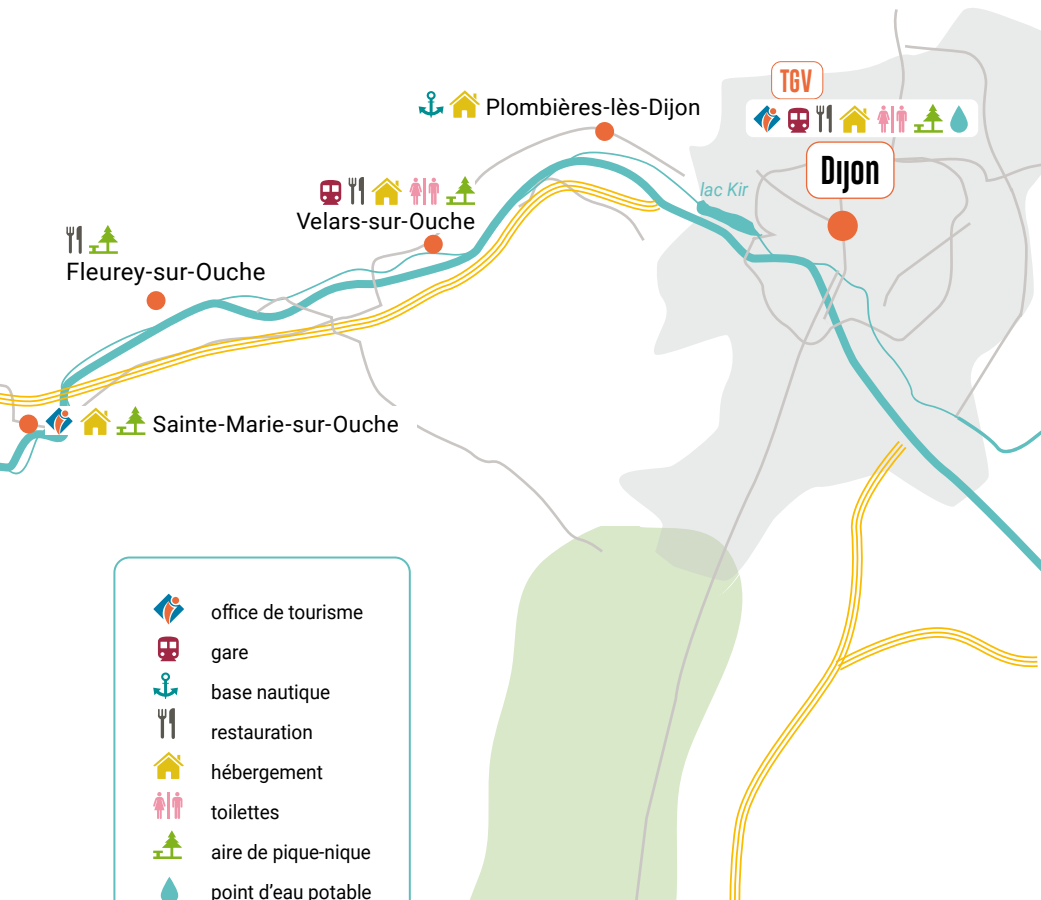 TGV
Plombières-lès-Dijon
Dijon
lac Kir
Velars-sur-Ouche
Fleurey-sur-Ouche
Sainte-Marie-sur-Ouche
office de tourisme
gare
base nautique
restauration
hébergement
toilettes
aire de pique-nique
point d'eau potable